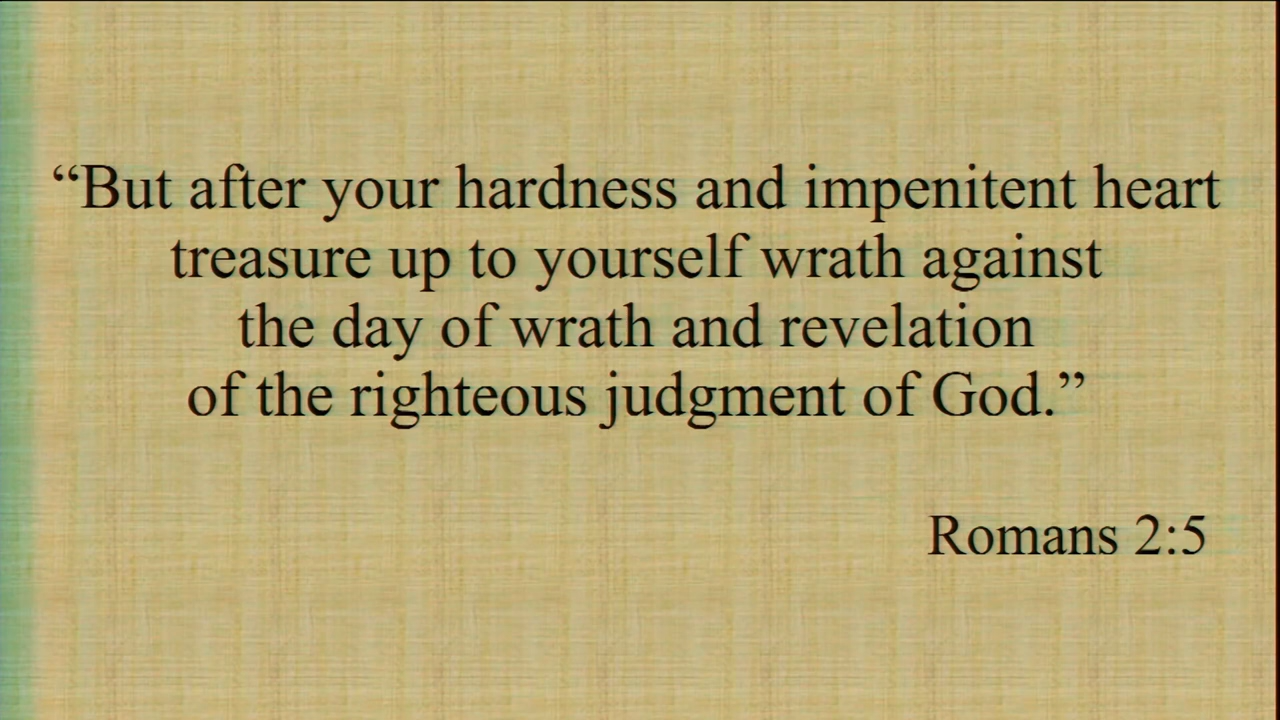 “But after your hardness and impenitent heart
treasure up to yourself wrath against
the day of wrath and revelation
of the righteous judgment of God.”
Romans 2:5